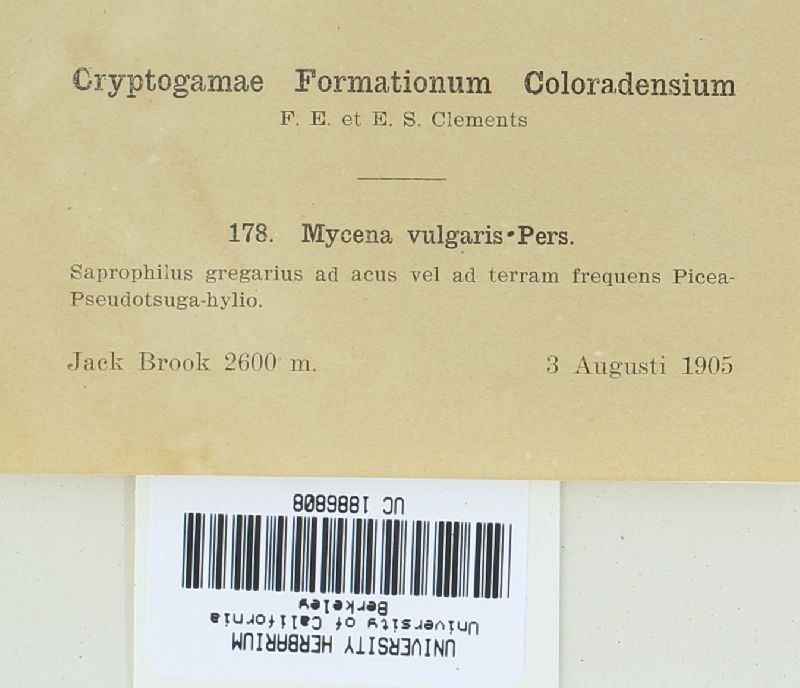 Cryptogamae Formationum Coloradensium
F. E. et E. S. Clements
178. Mycena vulgaris Pers.
Saprophilus gregarius ad acus vel ad terram frequens Picea-
Pseudotsuga-hylio.
Jack Brook 2600 m. 3 Augusti 1905
UNIVERSITY HERBARIUM
University of California
Berkeley
UC 1886808